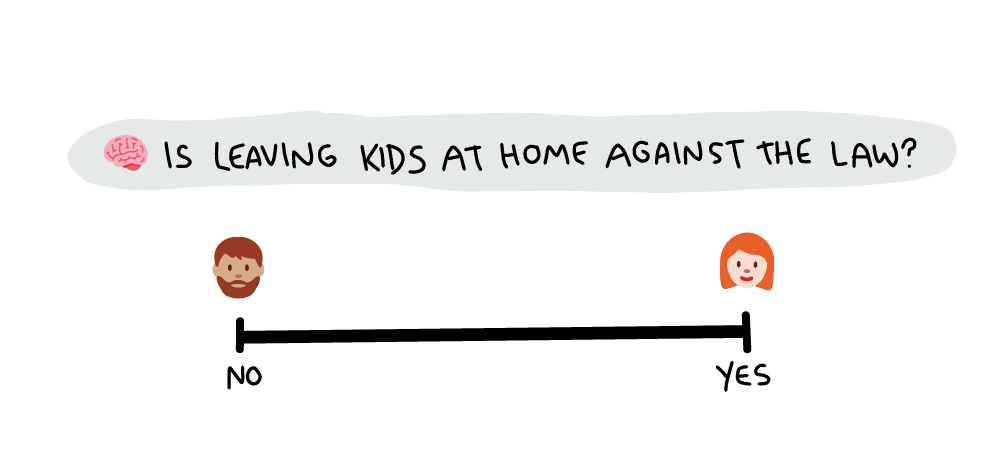 IS LEAVING KIDS AT HOME AGAINST THE LAW?
NO YES